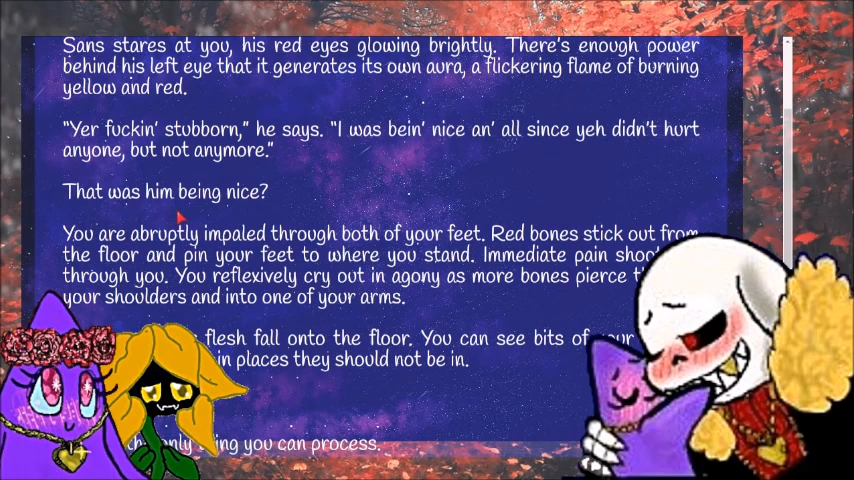 Sans stares at you, his red eyes glowing brightly. There's enough power
behind his left eye that it generates its own aura, a flickering flame of burning
yellow and red.
“Yer fuckin’ stubborn,” he says. “I was bein’ nice an’ all since yeh didn’t hurt
anyone, but not anymore.”
That was him being nice?
You are abruptly impaled through both of your feet. Red bones stick out from
the floor and pin your feet to where you stand. Immediate pain
through you. You reflexively cry out in agony as more bones pierce
your shoulders and into one of your arms.
flesh fall onto the floor. You can see bits of
in places they should not be in.
only thing you can process.